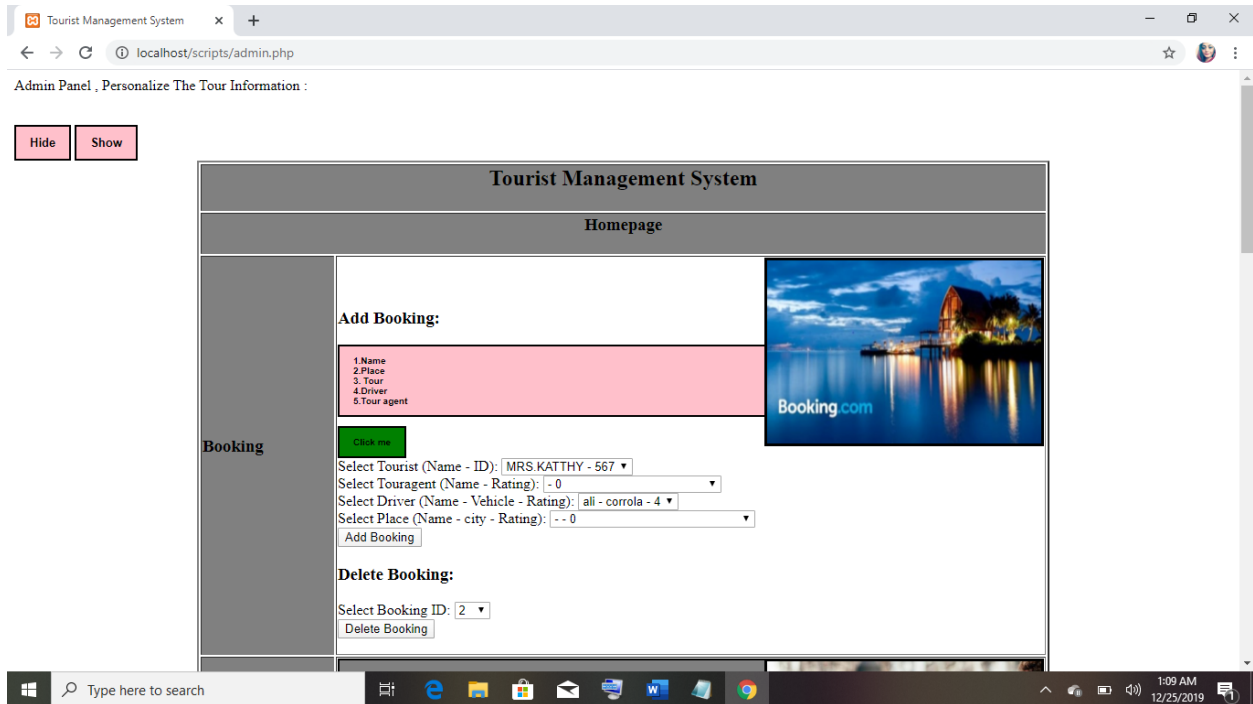 Tourist Management System
localhost/scripts/admin.php
Admin Panel , Personalize The Tour Information :
Hide Show
Tourist Management System
Homepage
Booking
Add Booking:
1.Name
2.Place
3. Tour
4.Driver
5.Tour agent
Booking.com
Click me
Select Tourist (Name - ID): MRS.KATTHY - 567
Select Touragent (Name - Rating): - 0
Select Driver (Name - Vehicle - Rating): ali - corrola - 4
Select Place (Name - city - Rating): - - 0
Add Booking
Delete Booking:
Select Booking ID: 2
Delete Booking
Type here to search
1:09 AM
12/25/2019